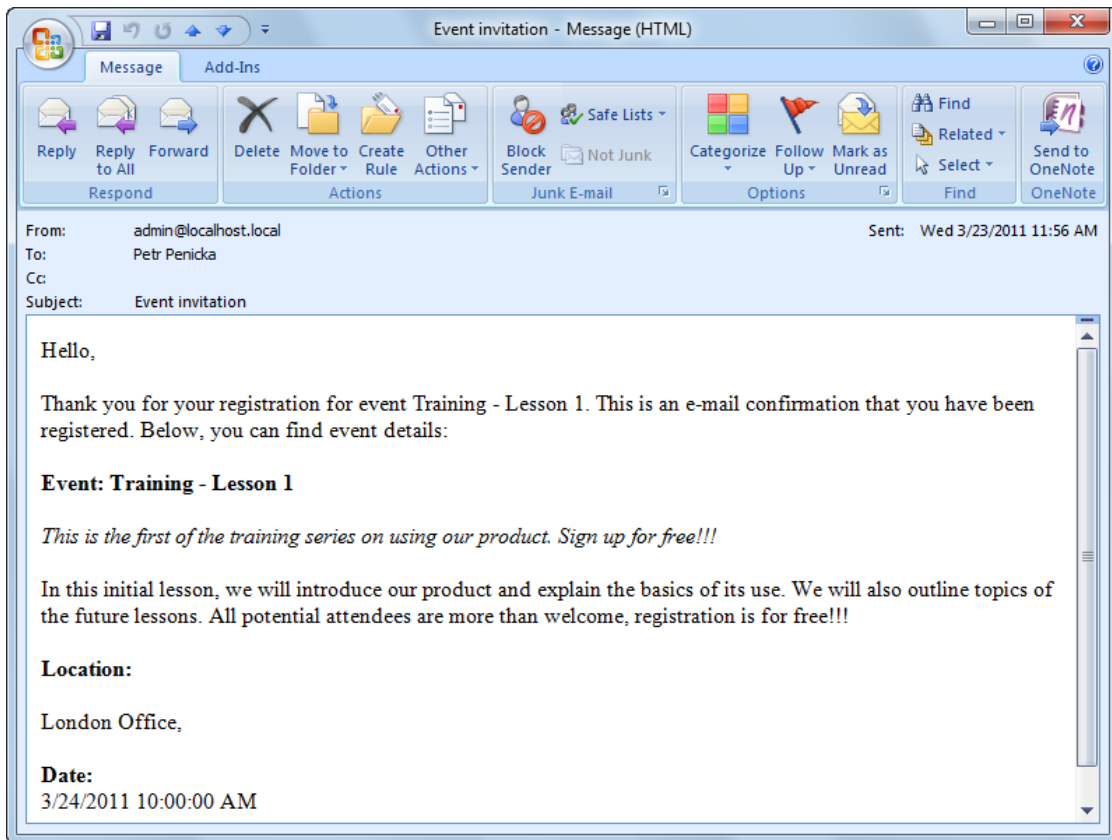 Event invitation - Message (HTML)
Message Add-Ins
Reply Reply to All Forward
Respond
Delete Move to Folder Create Rule Other Actions
Actions
Block Sender Safe Lists Not Junk
Junk E-mail
Categorize Follow Up Mark as Unread
Options
Find
Related
Select
Find
Send to OneNote
OneNote
From: admin@localhost.local Sent: Wed 3/23/2011 11:56 AM
To: Petr Penicka
Cc:
Subject: Event invitation
Hello,
Thank you for your registration for event Training - Lesson 1. This is an e-mail confirmation that you have been
registered. Below, you can find event details:
Event: Training - Lesson 1
This is the first of the training series on using our product. Sign up for free!!!
In this initial lesson, we will introduce our product and explain the basics of its use. We will also outline topics of
the future lessons. All potential attendees are more than welcome, registration is for free!!!
Location:
London Office,
Date:
3/24/2011 10:00:00 AM